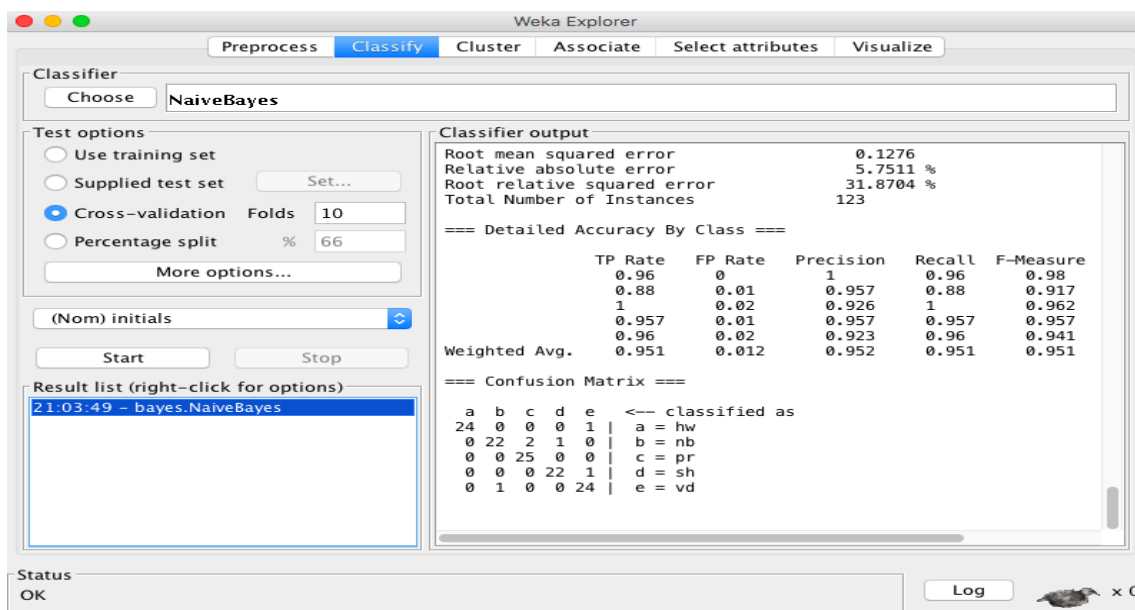 Weka Explorer
Preprocess Classify Cluster Associate Select attributes Visualize
Classifier
Choose NaiveBayes
Test options
Use training set
Supplied test set Set...
Cross-validation Folds 10
Percentage split % 66
More options...
(Nom) initials
Start Stop
Result list (right-click for options)
21:03:49 - bayes.NaiveBayes
Classifier output
Root mean squared error 0.1276
Relative absolute error 5.7511 %
Root relative squared error 31.8704 %
Total Number of Instances 123
=== Detailed Accuracy By Class ===
TP Rate FP Rate Precision Recall F-Measure
0.96 0 1 0.96 0.98
0.88 0.01 0.957 0.88 0.917
1 0.02 0.926 1 0.962
0.957 0.01 0.957 0.957 0.957
0.96 0.02 0.923 0.96 0.941
Weighted Avg. 0.951 0.012 0.952 0.951 0.951
=== Confusion Matrix ===
a b c d e <-- classified as
24 0 0 0 1 | a = hw
0 22 2 1 0 | b = nb
0 0 25 0 0 | c = pr
0 0 0 22 1 | d = sh
0 1 0 0 24 | e = vd
Status
OK
Log
x 0